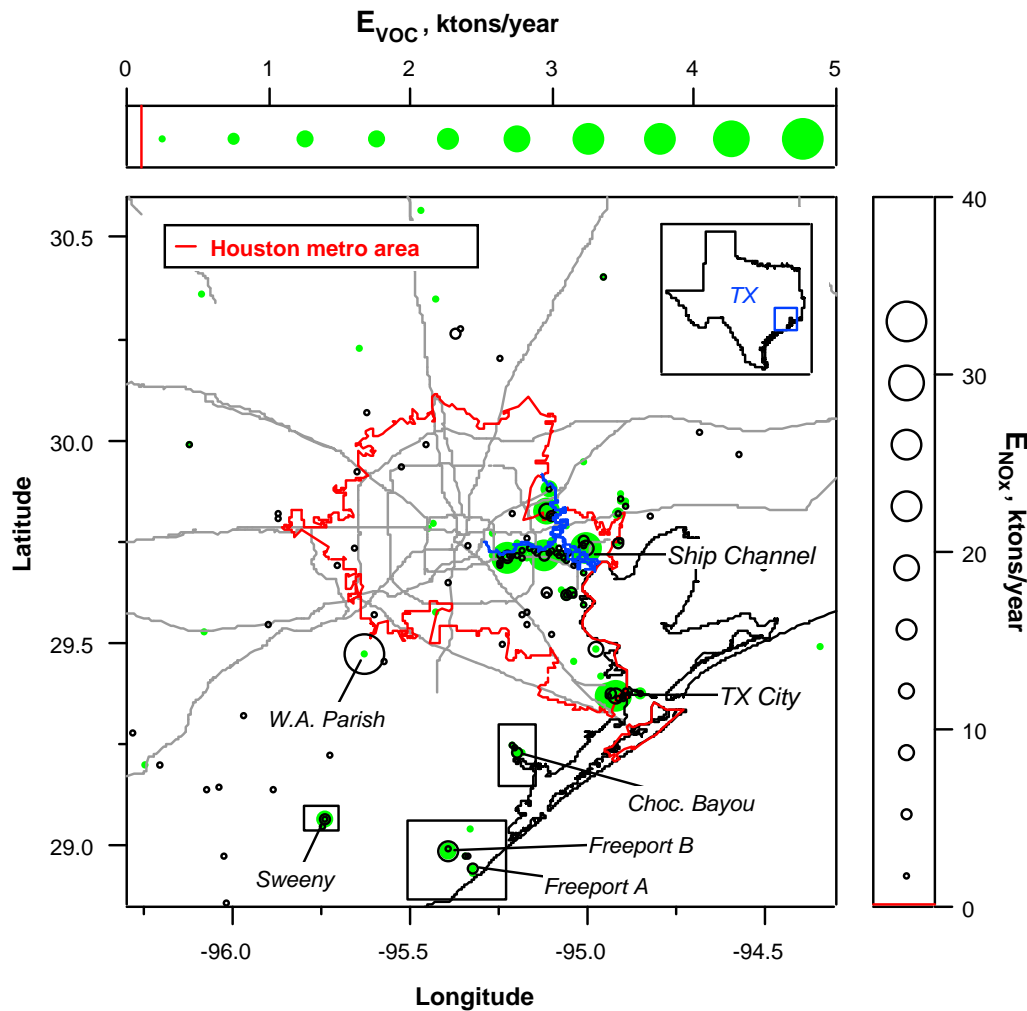 E_VOC, ktons/year
0 1 2 3 4 5
Houston metro area
TX
30.5
30.0
29.5
29.0
Latitude
Ship Channel
TX City
W.A. Parish
Choc. Bayou
Freeport B
Sweeny
Freeport A
-96.0 -95.5 -95.0 -94.5
Longitude
40
30
20
10
0
E_NOx, ktons/year